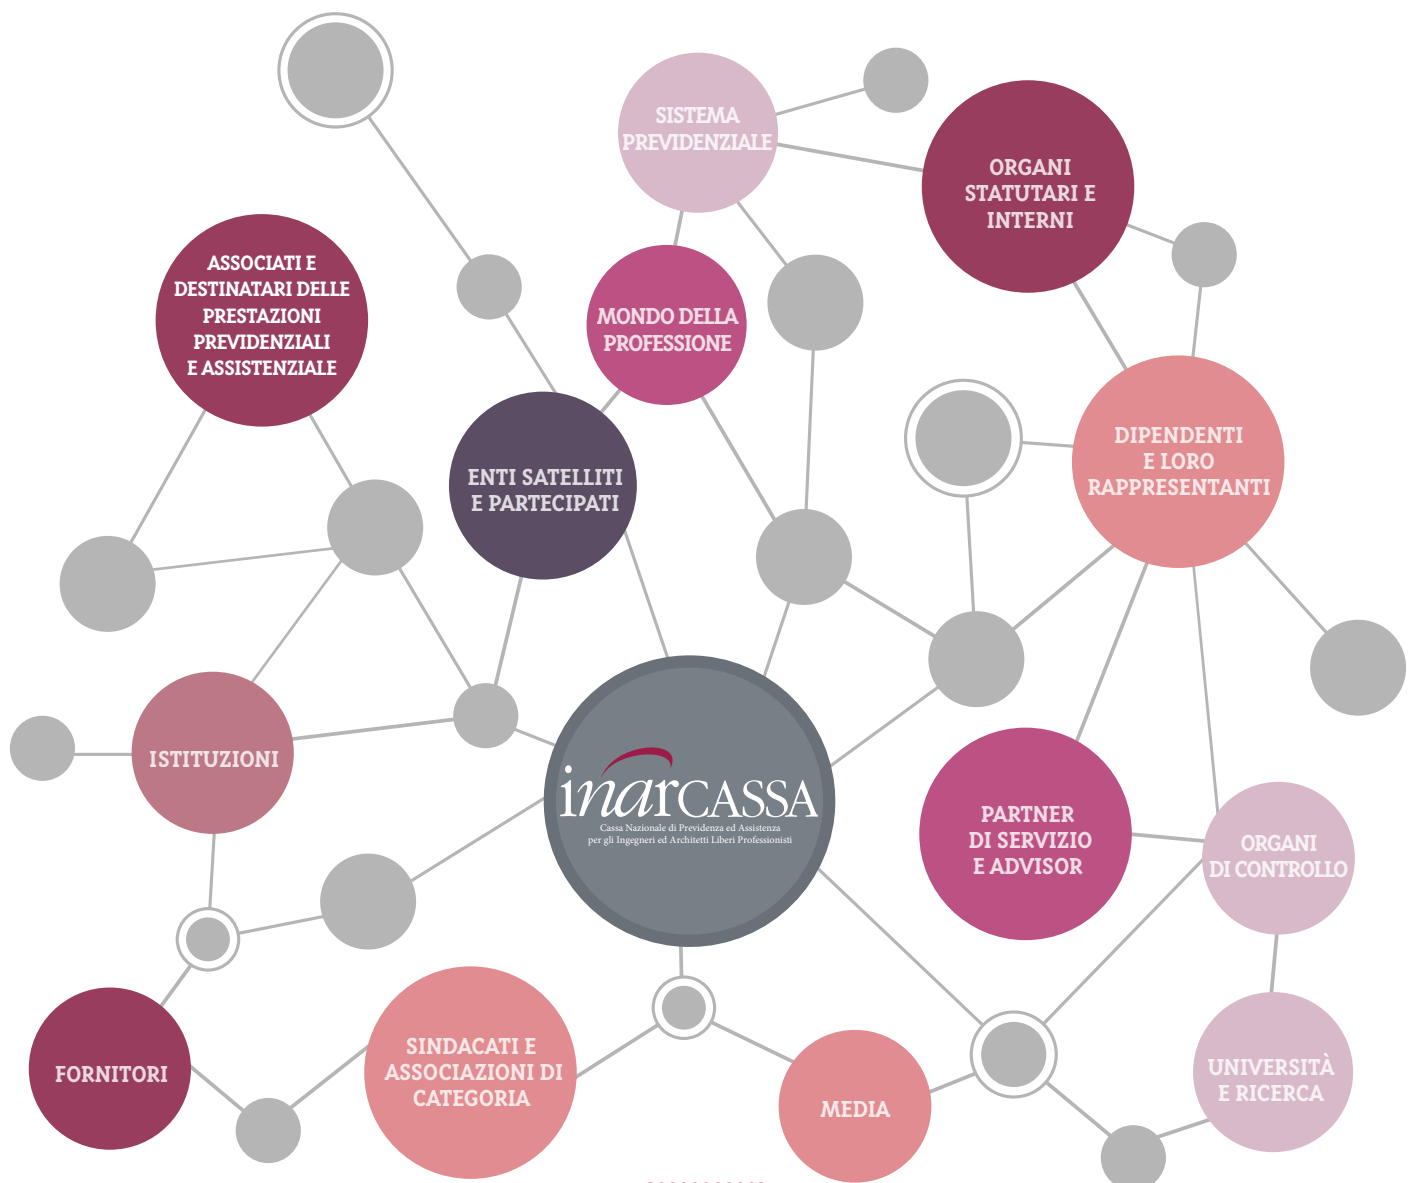 SISTEMA
PREVIDENZIALE
ORGANI
STATUTARI E
INTERNI
ASSOCIATI E
DESTINATARI DELLE
PRESTAZIONI
PREVIDENZIALI
E ASSISTENZIALE
MONDO DELLA
PROFESSIONE
ENTI SATELLITI
E PARTECIPATI
DIPENDENTI
E LORO
RAPPRESENTANTI
ISTITUZIONI
inarCASSA
Cassa Nazionale di Previdenza ed Assistenza
per gli Ingegneri ed Architetti Liberi Professionisti
PARTNER
DI SERVIZIO
E ADVISOR
ORGANI
DI CONTROLLO
FORNITORI
SINDACATI E
ASSOCIAZIONI DI
CATEGORIA
MEDIA
UNIVERSITÀ
E RICERCA